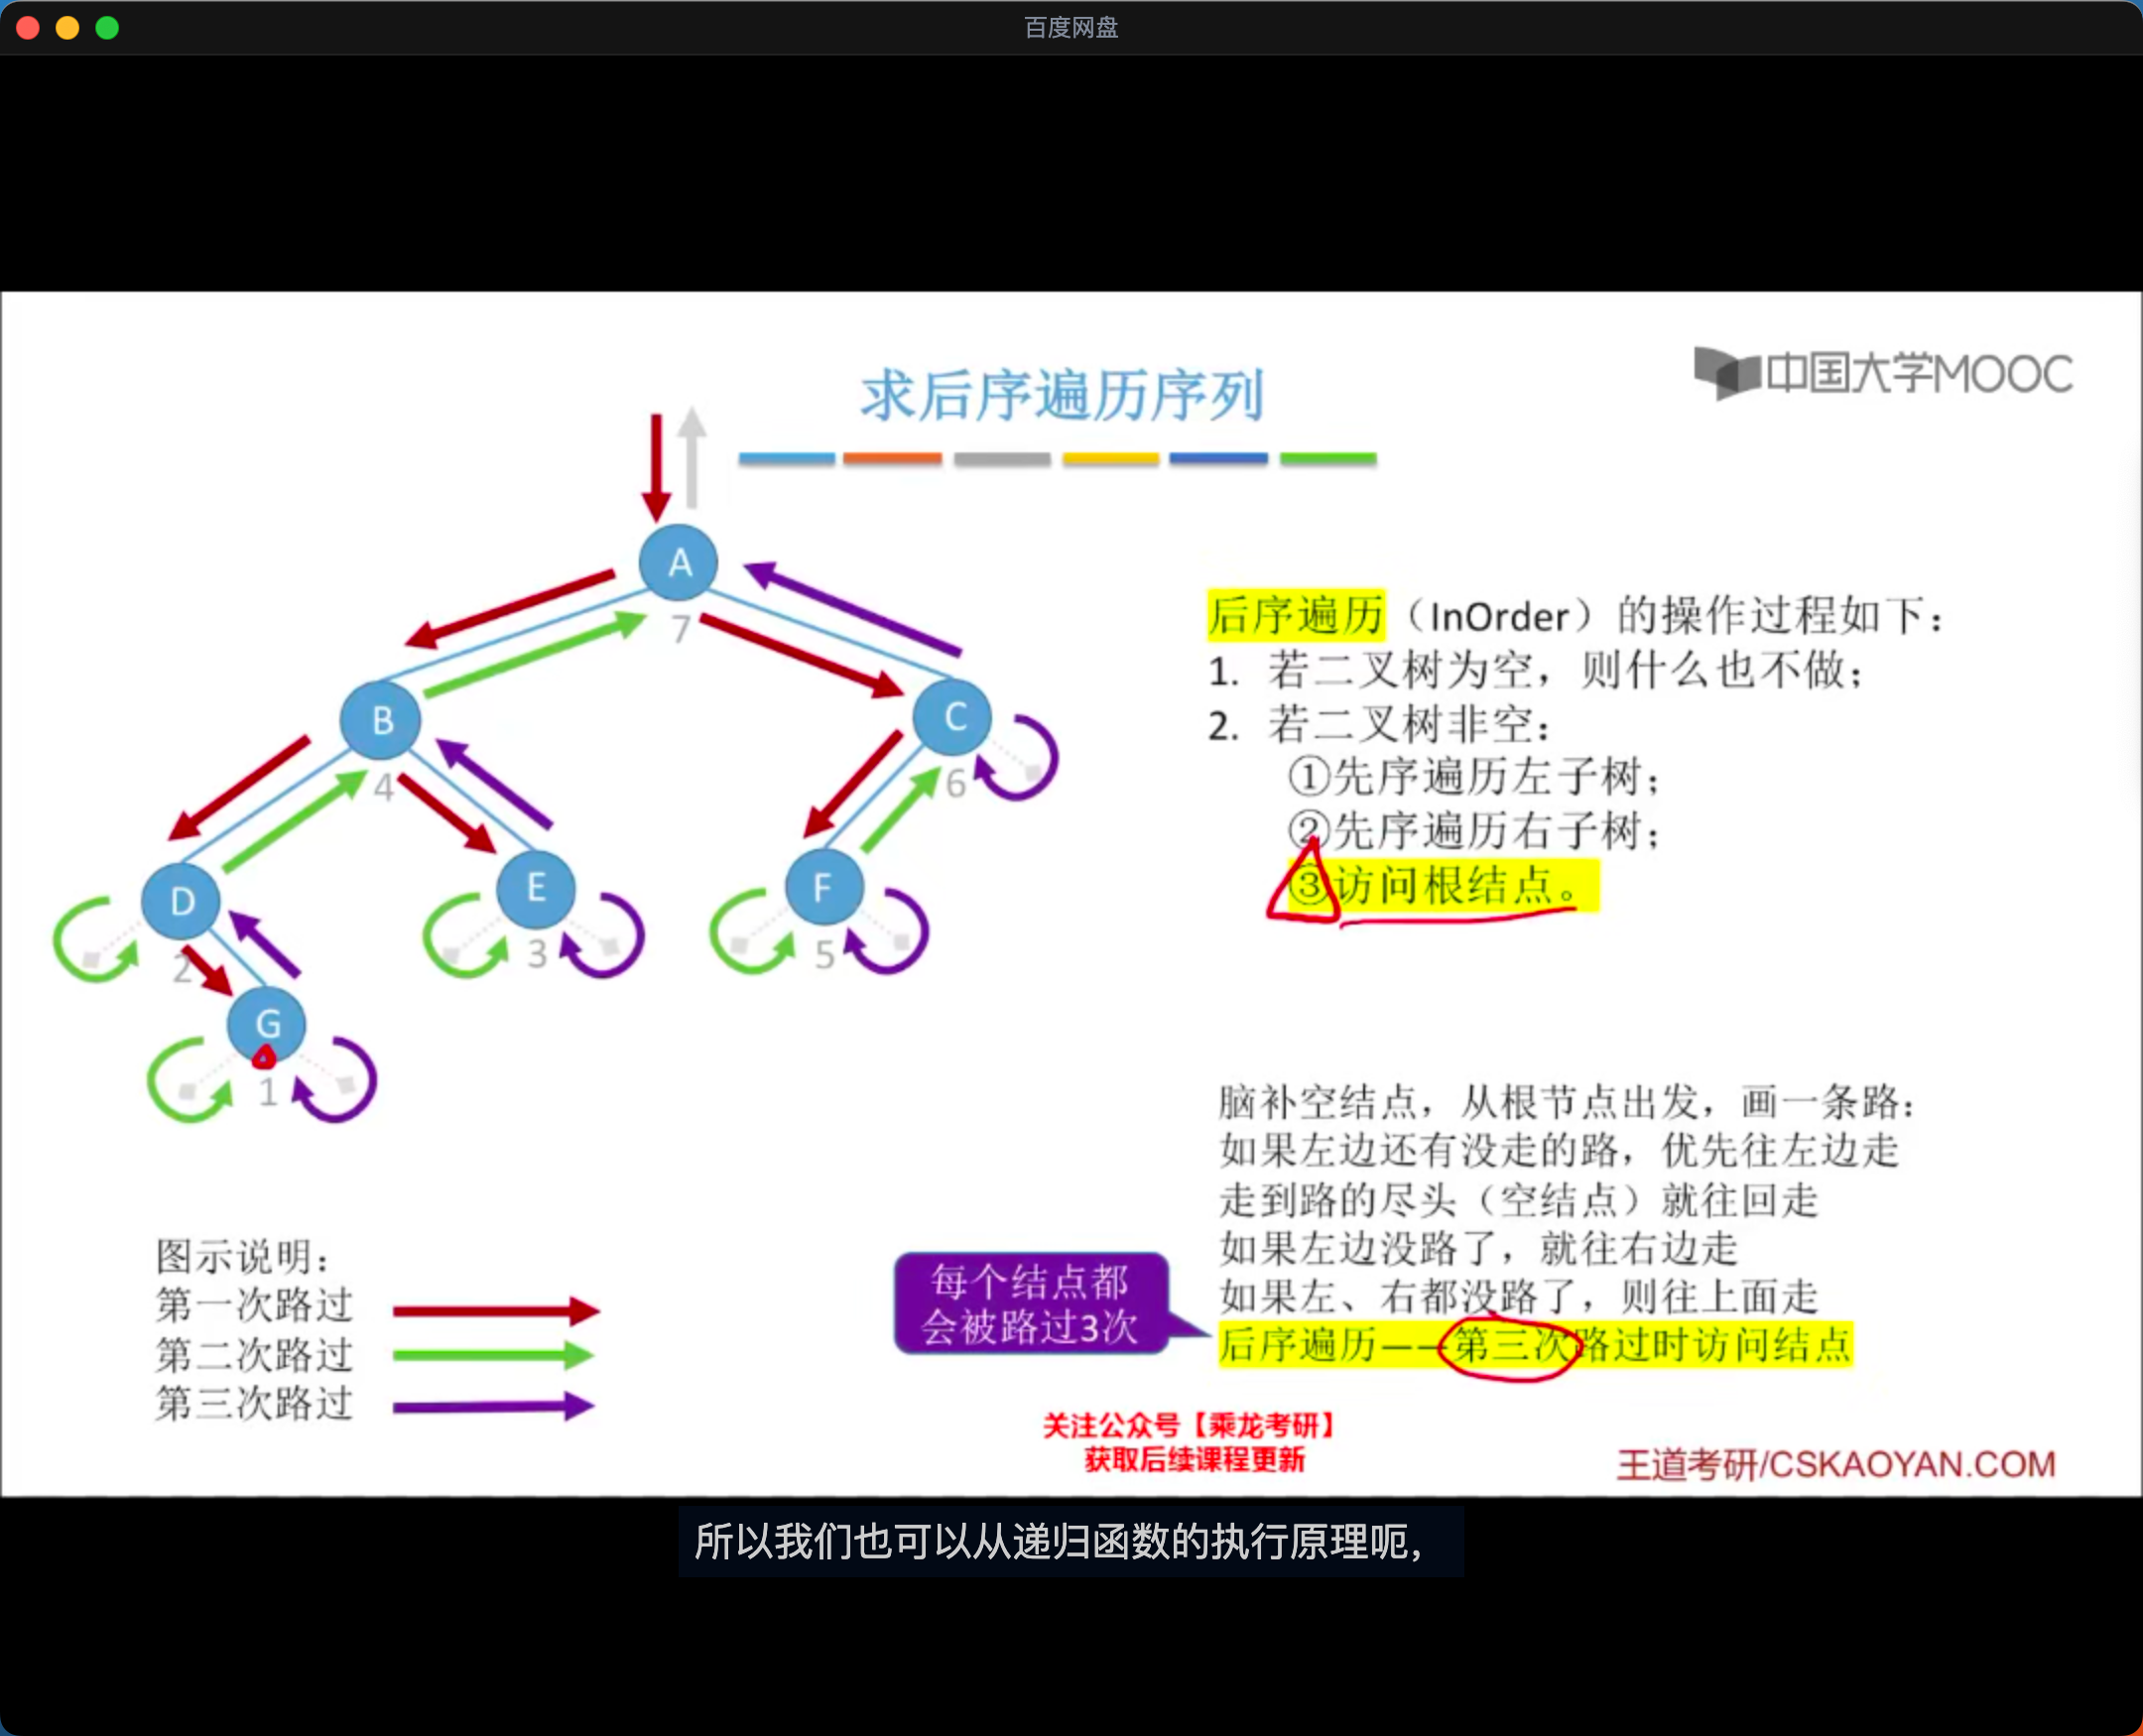 百度网盘
中国大学MOOC
求后序遍历序列
A
7
B
4
C
6
D
2
E
3
F
5
G
1
后序遍历（InOrder）的操作过程如下：
1. 若二叉树为空，则什么也不做；
2. 若二叉树非空：
①先序遍历左子树；
②先序遍历右子树；
③访问根结点。
脑补空结点，从根节点出发，画一条路：
如果左边还有没走的路，优先往左边走
走到路的尽头（空结点）就往回走
如果左边没路了，就往右边走
如果左、右都没路了，则往上面走
后序遍历——第三次路过时访问结点
每个结点都
会被路过3次
图示说明：
第一次路过
第二次路过
第三次路过
关注公众号【乘龙考研】
获取后续课程更新
王道考研/CSKAOYAN.COM
所以我们也可以从递归函数的执行原理呃，